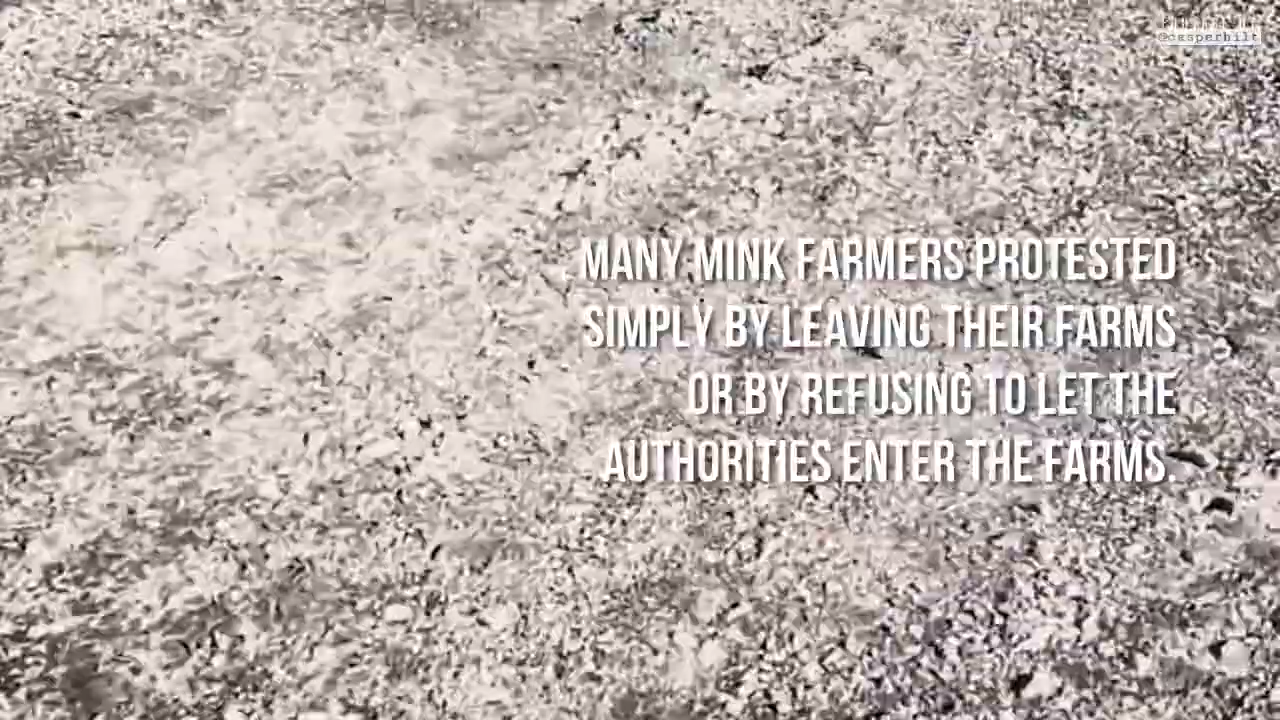 @casperhilt
MANY MINK FARMERS PROTESTED
SIMPLY BY LEAVING THEIR FARMS
OR BY REFUSING TO LET THE
AUTHORITIES ENTER THE FARMS.